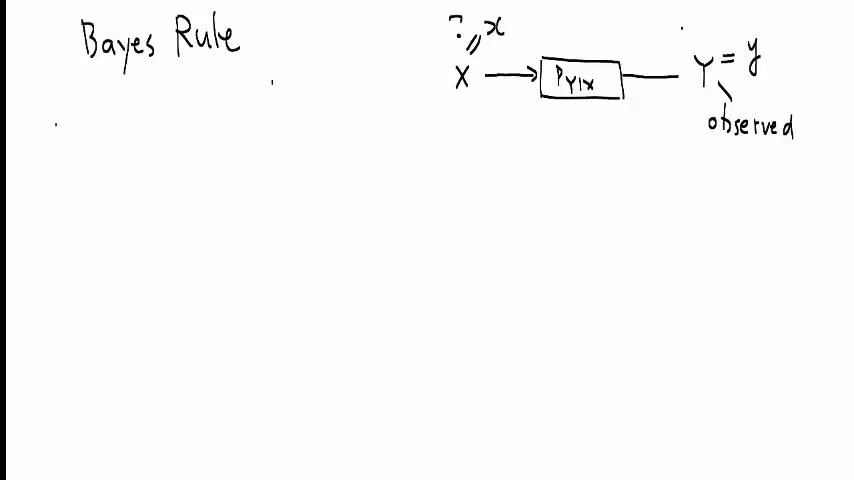 Bayes Rule
? = x
X → P_{Y|X} — Y = y
observed